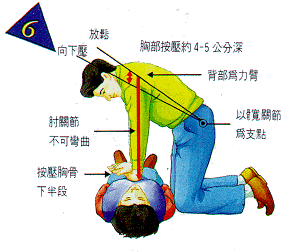 6
放鬆
向下壓
胸部按壓約 4-5 公分深
背部為力臂
以髖關節
為支點
肘關節
不可彎曲
按壓胸骨
下半段